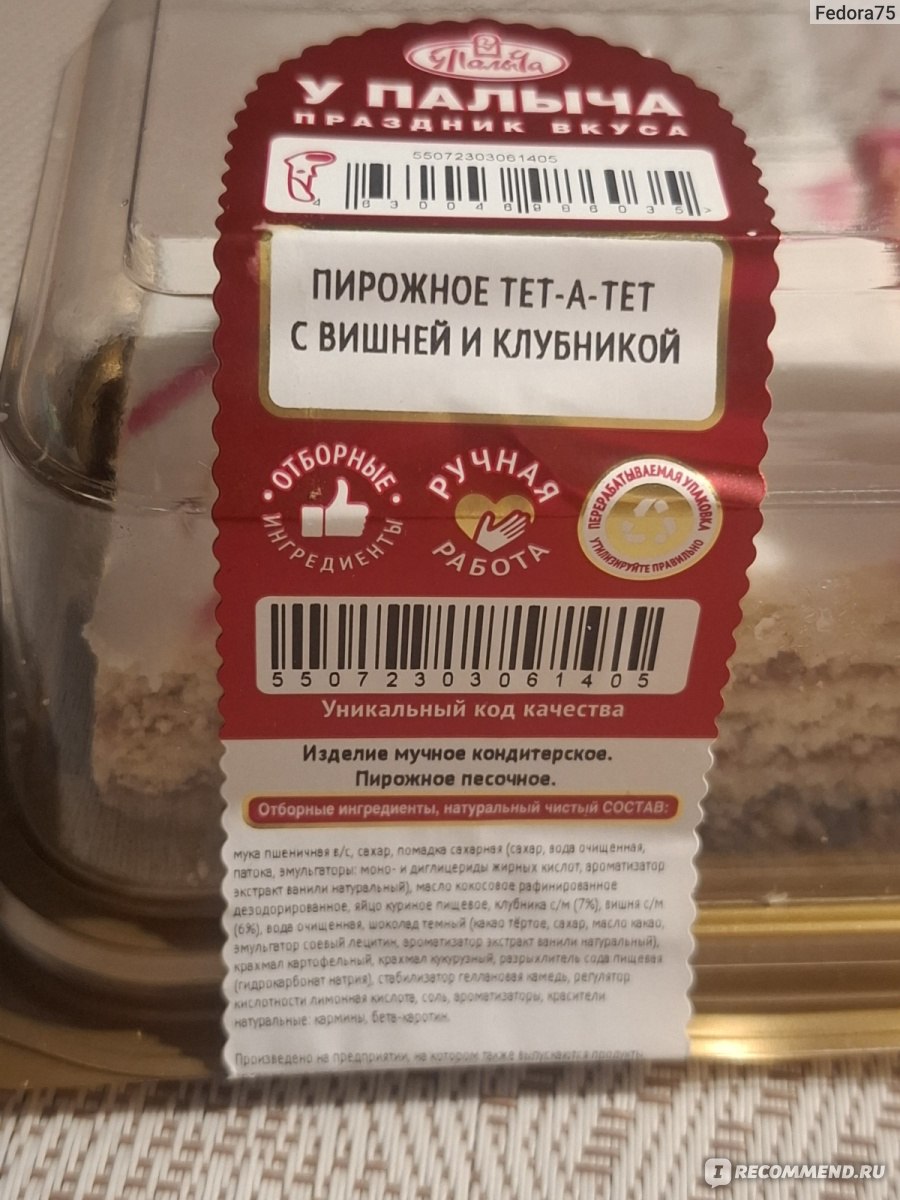 Fedora75
У Палыча
У ПАЛЫЧА
ПРАЗДНИК ВКУСА
55072303061405
4 630046986035 >
ПИРОЖНОЕ ТЕТ-А-ТЕТ
С ВИШНЕЙ И КЛУБНИКОЙ
• ОТБОРНЫЕ •
ИНГРЕДИЕНТЫ
РУЧНАЯ
РАБОТА
ПЕРЕРАБАТЫВАЕМАЯ УПАКОВКА
УТИЛИЗИРУЙТЕ ПРАВИЛЬНО
55072303061405
Уникальный код качества
Изделие мучное кондитерское.
Пирожное песочное.
Отборные ингредиенты, натуральный чистый СОСТАВ:
мука пшеничная в/с, сахар, помадка сахарная (сахар, вода очищенная,
патока, эмульгаторы: моно- и диглицериды жирных кислот, ароматизатор
экстракт ванили натуральный), масло кокосовое рафинированное
дезодорированное, яйцо куриное пищевое, клубника с/м (7%), вишня с/м
(6%), вода очищенная, шоколад темный (какао тёртое, сахар, масло какао,
эмульгатор соевый лецитин, ароматизатор экстракт ванили натуральный),
крахмал картофельный, крахмал кукурузный, разрыхлитель сода пищевая
(гидрокарбонат натрия), стабилизатор геллановая камедь, регулятор
кислотности лимонная кислота, соль, ароматизаторы, красители
натуральные: кармины, бета-каротин.
Произведено на предприятии, на котором также выпускаются продукты
I RECOMMEND.RU